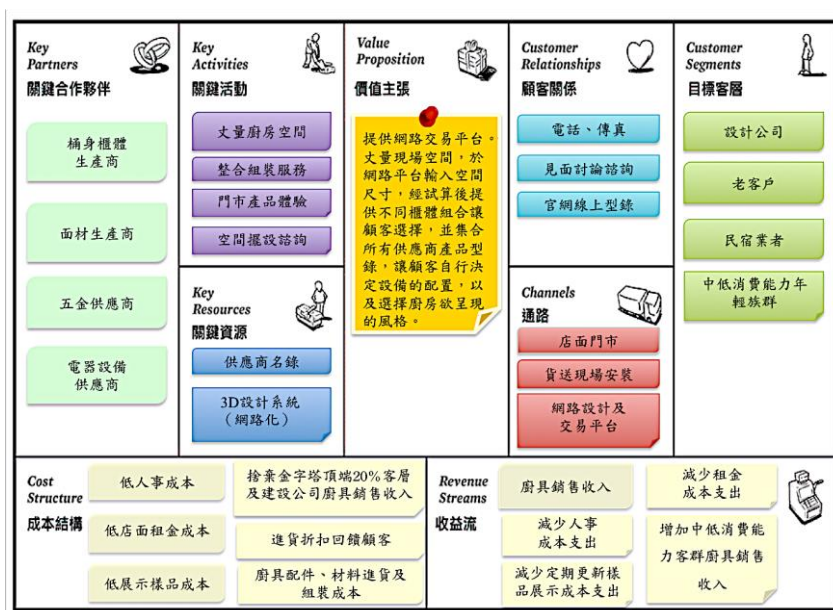 Key
Partners
關鍵合作夥伴
桶身櫃體
生產商
面材生產商
五金供應商
電器設備
供應商
Key
Activities
關鍵活動
丈量廚房空間
整合組裝服務
門市產品體驗
空間擺設諮詢
Key
Resources
關鍵資源
供應商名錄
3D設計系統
(網路化)
Value
Proposition
價值主張
提供網路交易平台。
丈量現場空間,於
網路平台輸入空間
尺寸,經試算後提
供不同櫃體組合讓
顧客選擇,並集合
所有供應商產品型
錄,讓顧客自行決
定設備的配置,以
及選擇廚房欲呈現
的風格。
Customer
Relationships
顧客關係
電話、傳真
見面討論諮詢
官網線上型錄
Channels
通路
店面門市
貨送現場安裝
網路設計及
交易平台
Customer
Segments
目標客層
設計公司
老客戶
民宿業者
中低消費能力年
輕族群
Cost
Structure
成本結構
低人事成本
低店面租金成本
低展示樣品成本
捨棄金字塔頂端20%客層
及建設公司廚具銷售收入
進貨折扣回饋顧客
廚具配件、材料進貨及
組裝成本
Revenue
Streams
收益流
廚具銷售收入
減少人事
成本支出
減少定期更新樣
品展示成本支出
減少租金
成本支出
增加中低消費能
力客群廚具銷售
收入